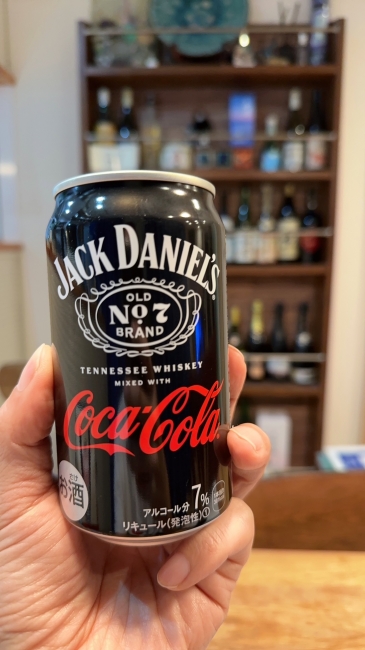 JACK DANIEL'S
OLD
No. 7
BRAND
TENNESSEE WHISKEY
MIXED WITH
Coca-Cola
お酒
アルコール分 7%
リキュール(発泡性)①